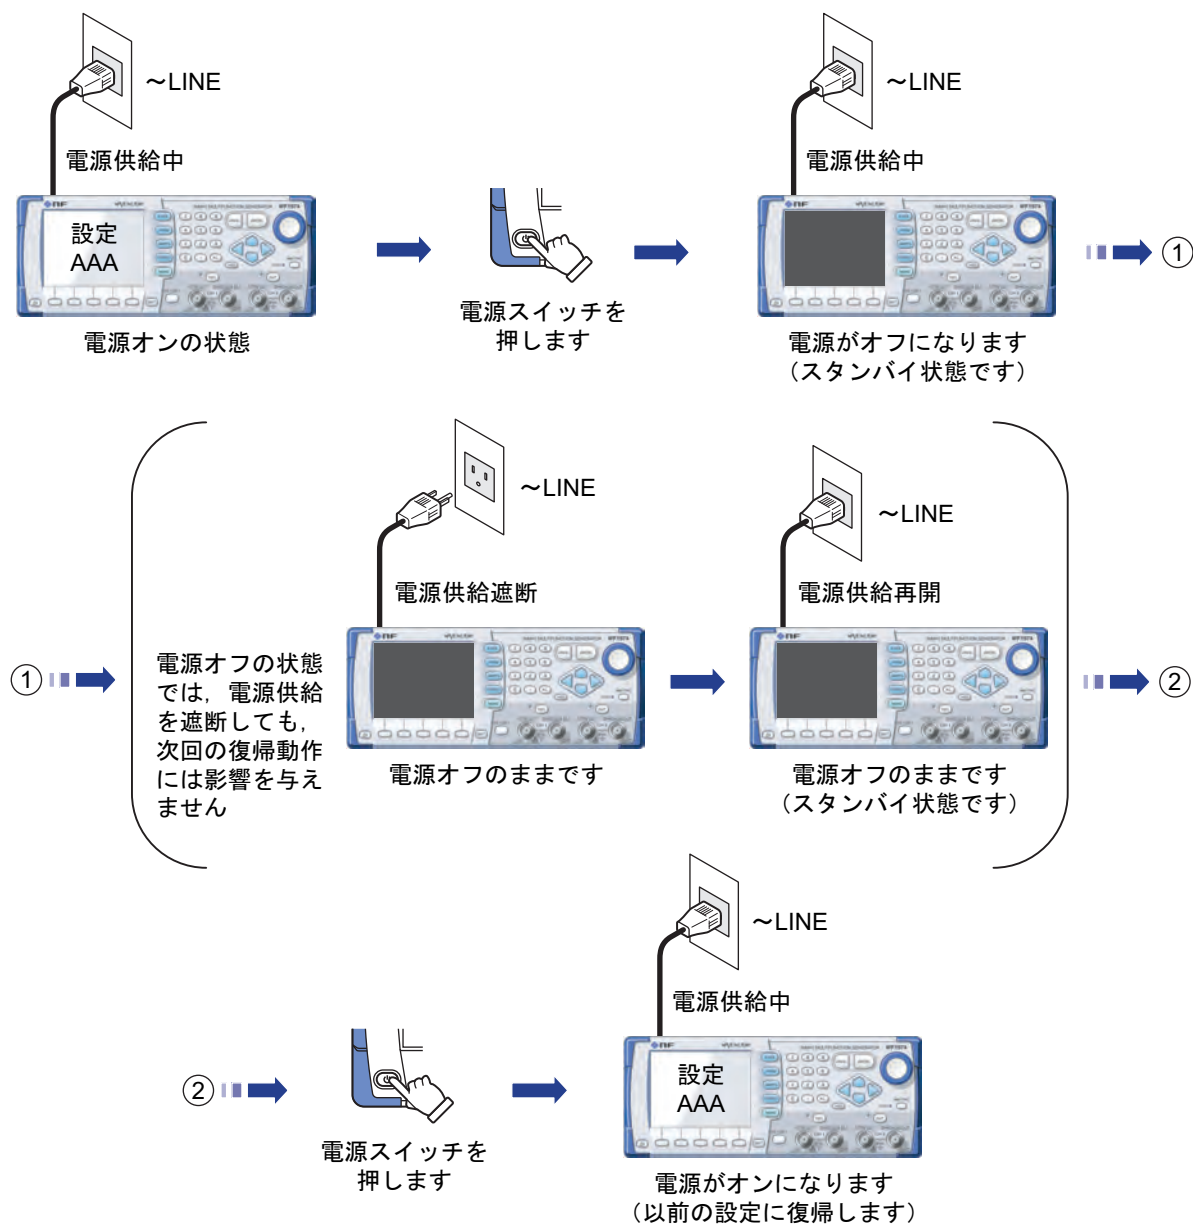 ～LINE
電源供給中
設定
AAA
電源オンの状態
電源スイッチを
押します
～LINE
電源供給中
電源がオフになります
（スタンバイ状態です）
①
①
電源オフの状態
では，電源供給
を遮断しても，
次回の復帰動作
には影響を与え
ません
～LINE
電源供給遮断
電源オフのままです
～LINE
電源供給再開
電源オフのままです
（スタンバイ状態です）
②
②
電源スイッチを
押します
～LINE
電源供給中
設定
AAA
電源がオンになります
（以前の設定に復帰します）